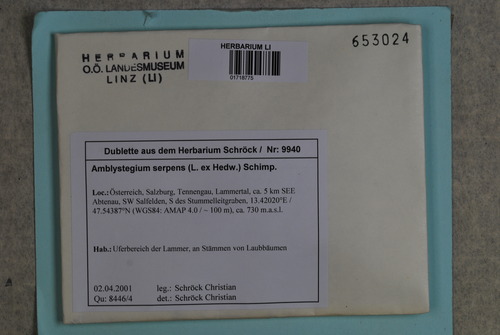 HERBARIUM
O.Ö. LANDESMUSEUM
LINZ (LI)
HERBARIUM LI
01718775
653024
Dublette aus dem Herbarium Schröck / Nr: 9940
Amblystegium serpens (L. ex Hedw.) Schimp.
Loc.:Österreich, Salzburg, Tennengau, Lammertal, ca. 5 km SEE
Abtenau, SW Salfelden, S des Stummelleitgraben, 13.42020°E /
47.54387°N (WGS84: AMAP 4.0 / ~ 100 m), ca. 730 m.a.s.l.
Hab.: Uferbereich der Lammer, an Stämmen von Laubbäumen
02.04.2001 leg.: Schröck Christian
Qu: 8446/4 det.: Schröck Christian